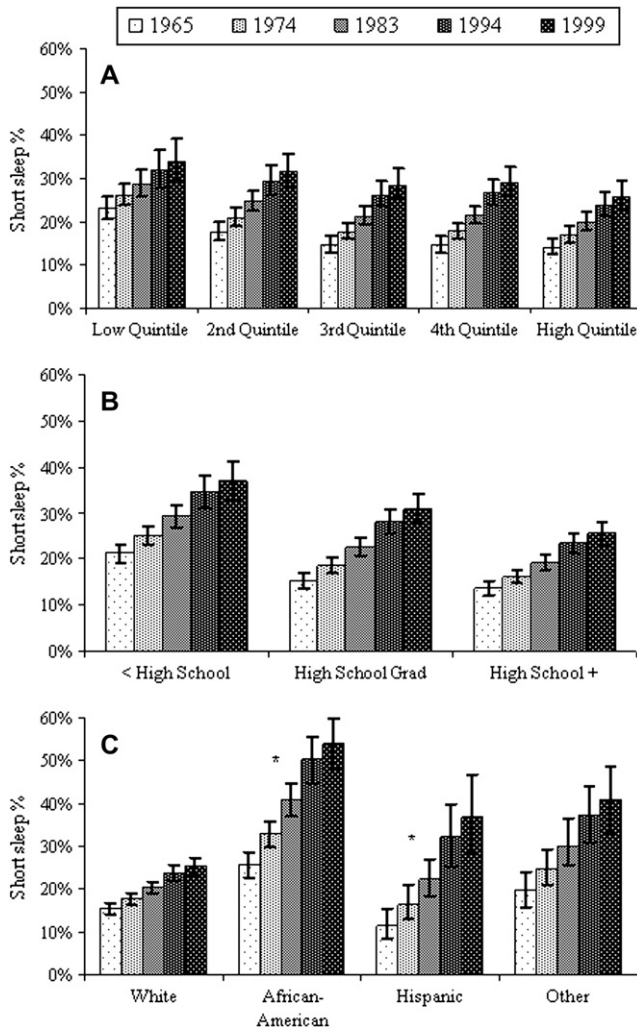 1965 1974 1983 1994 1999
A
Short sleep %
60%
50%
40%
30%
20%
10%
0%
Low Quintile 2nd Quintile 3rd Quintile 4th Quintile High Quintile
B
Short sleep %
60%
50%
40%
30%
20%
10%
0%
< High School High School Grad High School +
C
Short sleep %
60%
50%
40%
30%
20%
10%
0%
*
*
White African- Hispanic Other
American